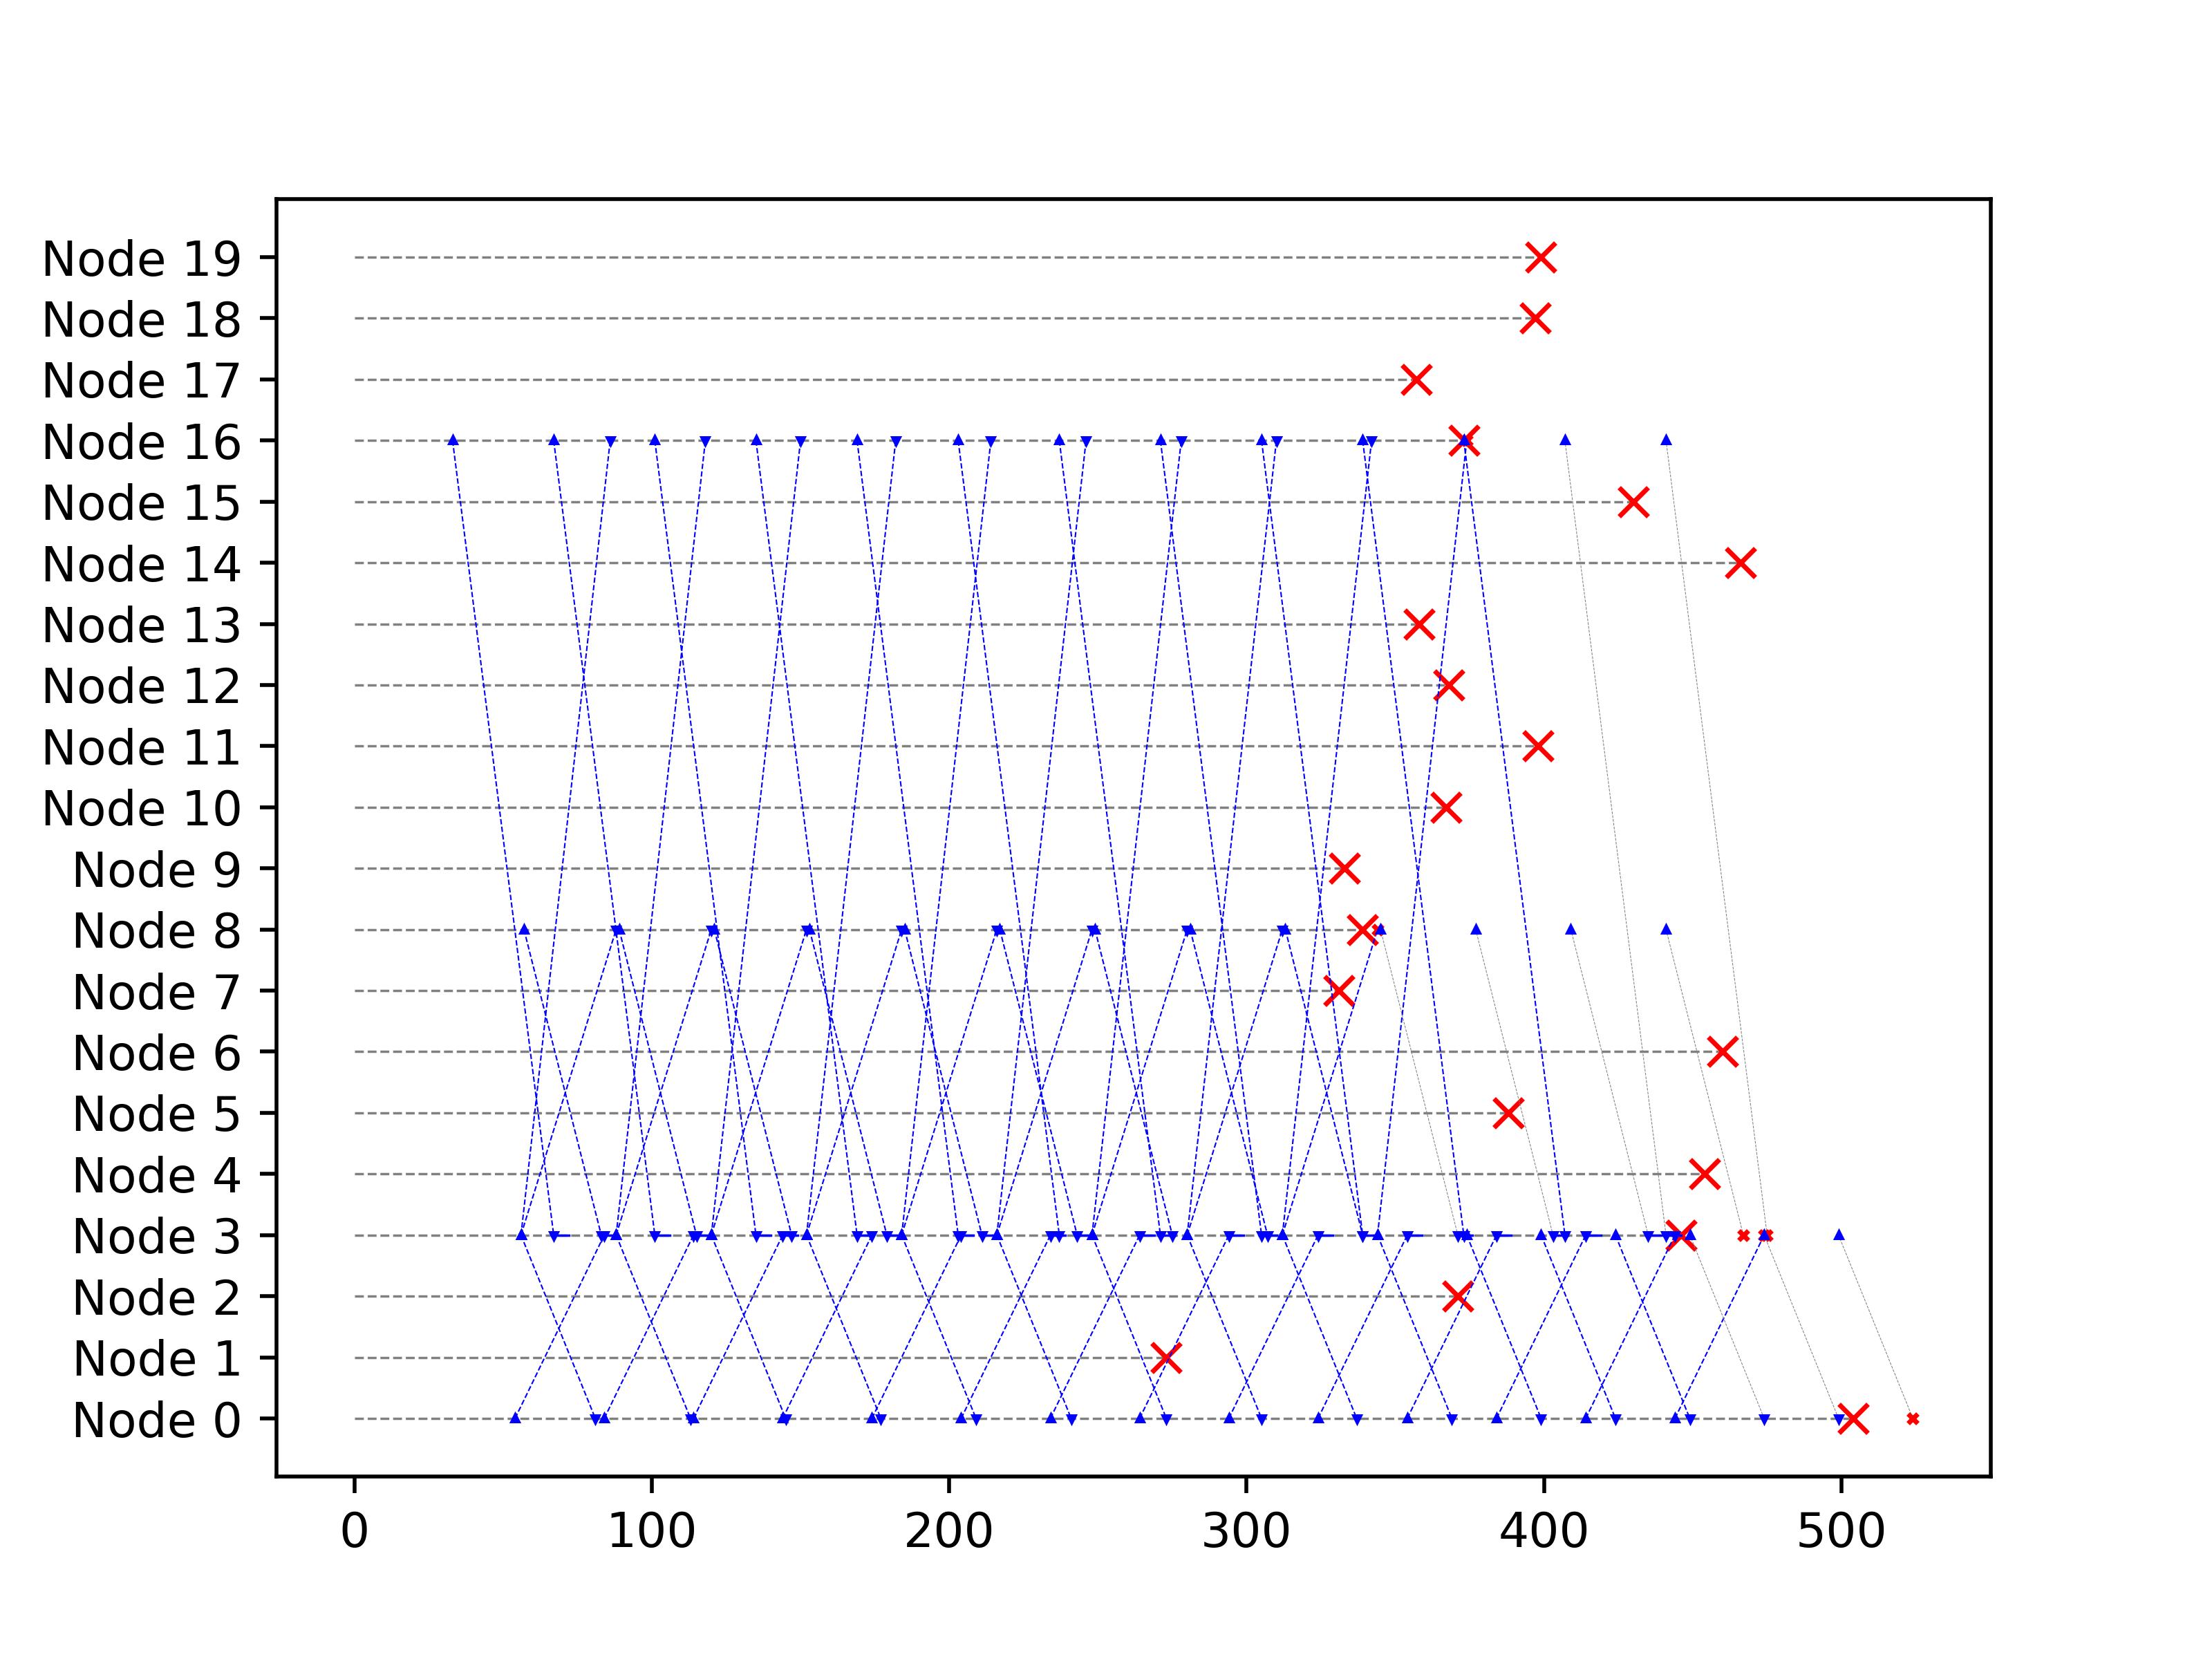 Node 19
Node 18
Node 17
Node 16
Node 15
Node 14
Node 13
Node 12
Node 11
Node 10
Node 9
Node 8
Node 7
Node 6
Node 5
Node 4
Node 3
Node 2
Node 1
Node 0
0 100 200 300 400 500